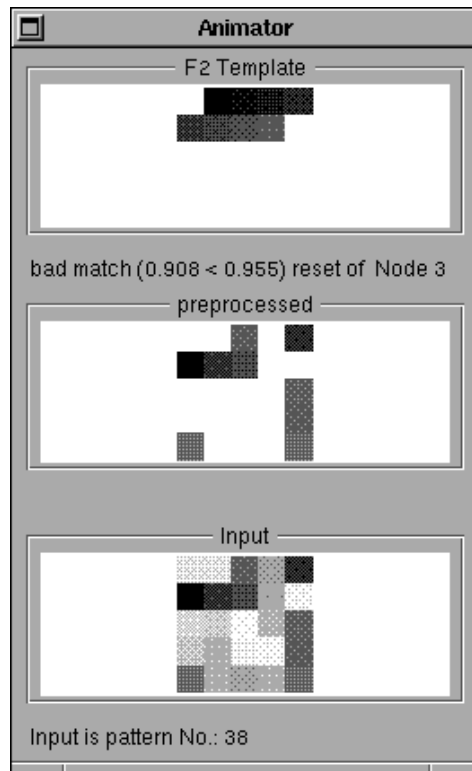 Animator
F2 Template
bad match (0.908 < 0.955) reset of Node 3
preprocessed
Input
Input is pattern No.: 38